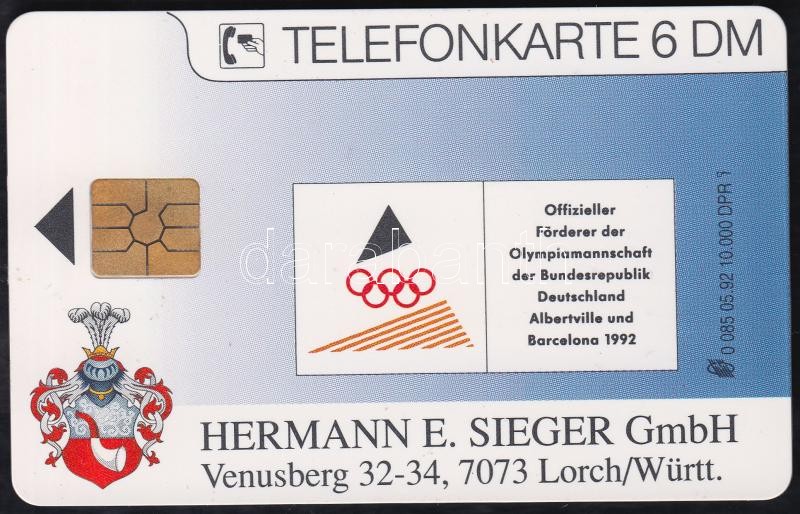 TELEFONKARTE 6 DM
Offizieller
Förderer der
Olympiamannschaft
der Bundesrepublik
Deutschland
Albertville und
Barcelona 1992
0 085 05.92 10.000 DPR 1
HERMANN E. SIEGER GmbH
Venusberg 32-34, 7073 Lorch/Württ.